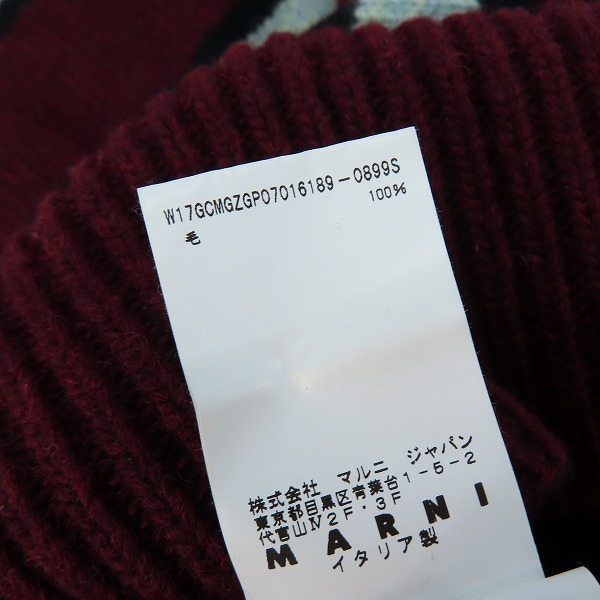 W17GCMGZGP07016189-0899S
毛 100%
株式会社 マルニ ジャパン
東京都目黒区青葉台1-5-2
代官山Ⅳ2F・3F
MARNI
イタリア製